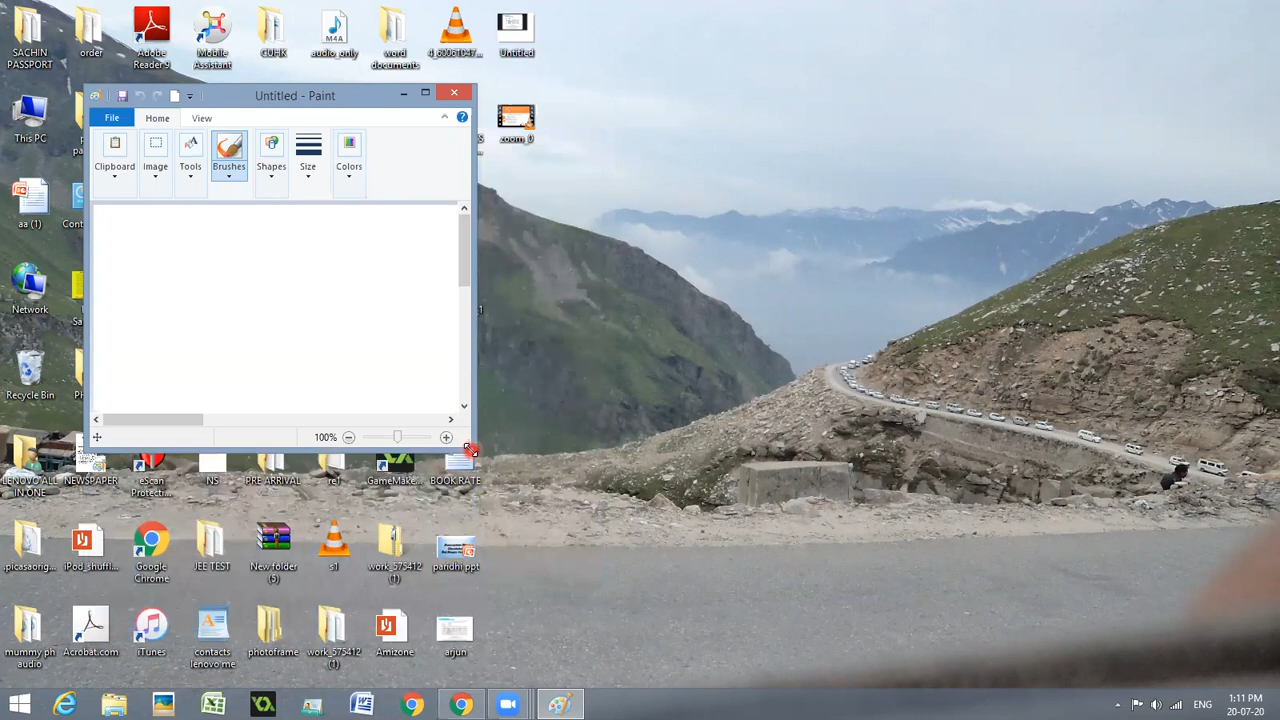 SACHIN
PASSPORT
order
Adobe
Reader 9
Mobile
Assistant
CUHK
audio_only
word
documents
Untitled
Untitled - Paint
File
Home
View
Clipboard
Image
Tools
Brushes
Shapes
Size
Colors
100%
This PC
zoom_0
aa (1)
Network
Recycle Bin
LENOVO ALL
IN ONE
NEWSPAPER
eScan
Protecti...
NS
PRE ARRIVAL
re1
GameMake...
BOOK RATE
.picasaorig...
iPod_shuffl...
Google
Chrome
JEE TEST
New folder
(5)
s1
work_575412
(1)
paridhi ppt
mummy ph
audio
Acrobat.com
iTunes
contacts
lenovo me
photoframe
work_575412
(1)
Amizone
arjun
ENG
1:11 PM
20-07-20